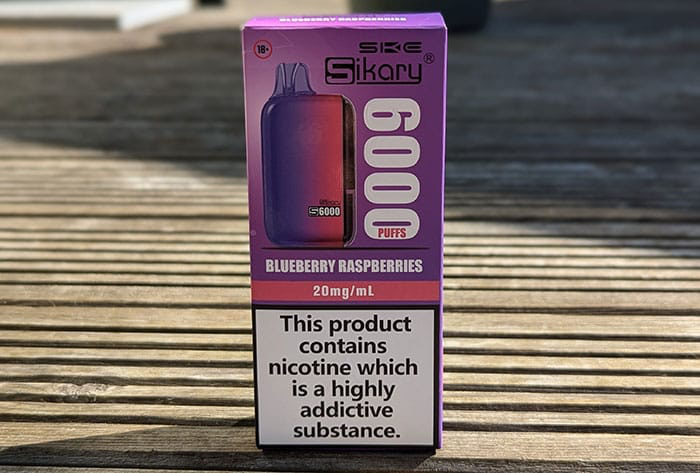 BLUEBERRY RASPBERRIES
18+
SKE
Sikary®
6000
PUFFS
Sikary
S6000
BLUEBERRY RASPBERRIES
20mg/mL
This product
contains
nicotine which
is a highly
addictive
substance.